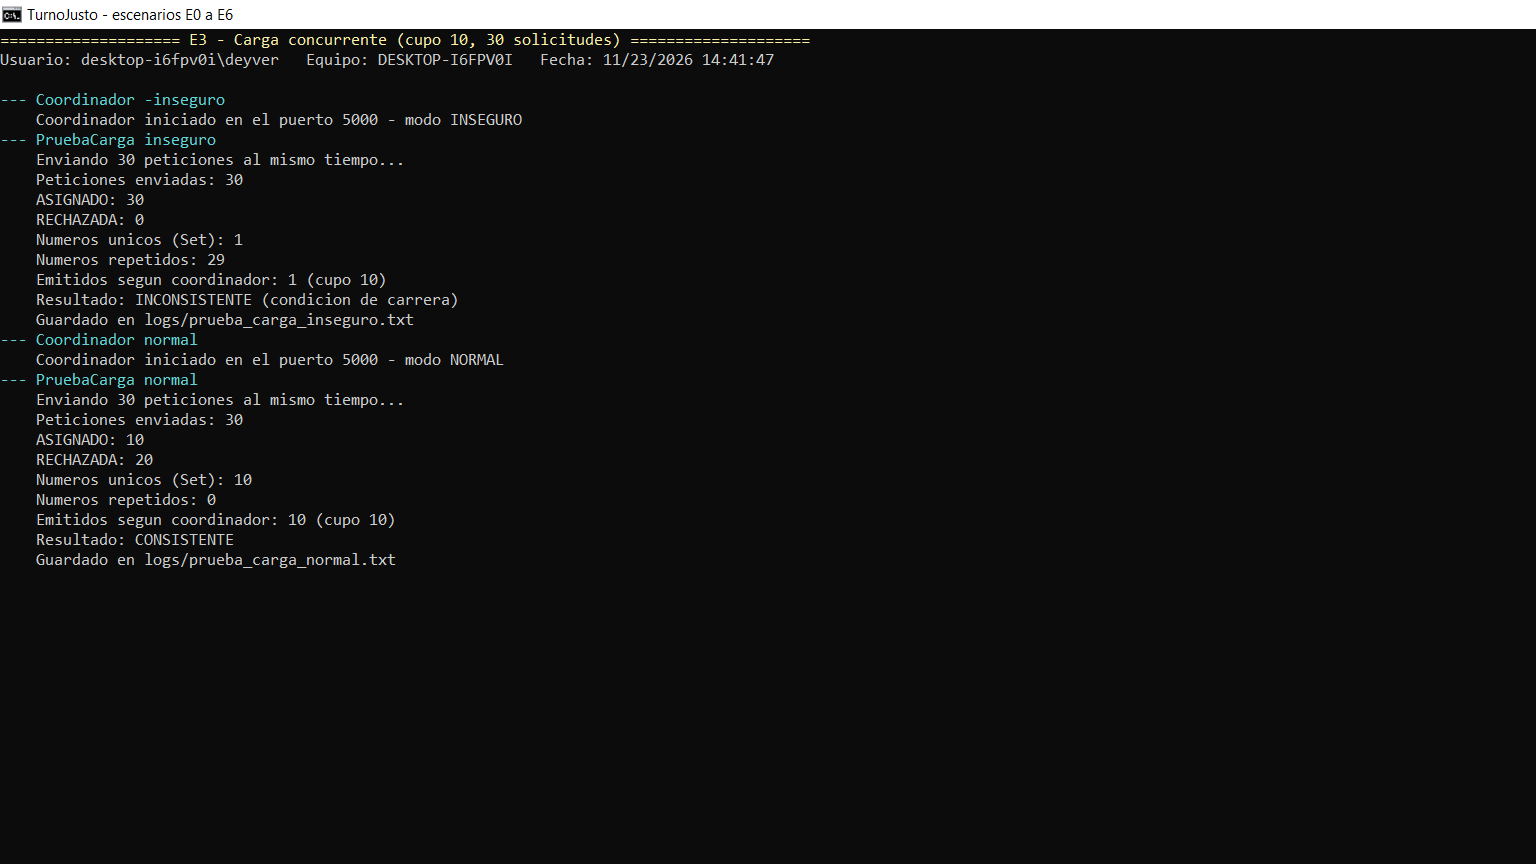 TurnoJusto - escenarios E0 a E6
==================== E3 - Carga concurrente (cupo 10, 30 solicitudes) ====================
Usuario: desktop-i6fpv0i\deyver   Equipo: DESKTOP-I6FPV0I   Fecha: 11/23/2026 14:41:47
--- Coordinador -inseguro
    Coordinador iniciado en el puerto 5000 - modo INSEGURO
--- PruebaCarga inseguro
    Enviando 30 peticiones al mismo tiempo...
    Peticiones enviadas: 30
    ASIGNADO: 30
    RECHAZADA: 0
    Numeros unicos (Set): 1
    Numeros repetidos: 29
    Emitidos segun coordinador: 1 (cupo 10)
    Resultado: INCONSISTENTE (condicion de carrera)
    Guardado en logs/prueba_carga_inseguro.txt
--- Coordinador normal
    Coordinador iniciado en el puerto 5000 - modo NORMAL
--- PruebaCarga normal
    Enviando 30 peticiones al mismo tiempo...
    Peticiones enviadas: 30
    ASIGNADO: 10
    RECHAZADA: 20
    Numeros unicos (Set): 10
    Numeros repetidos: 0
    Emitidos segun coordinador: 10 (cupo 10)
    Resultado: CONSISTENTE
    Guardado en logs/prueba_carga_normal.txt